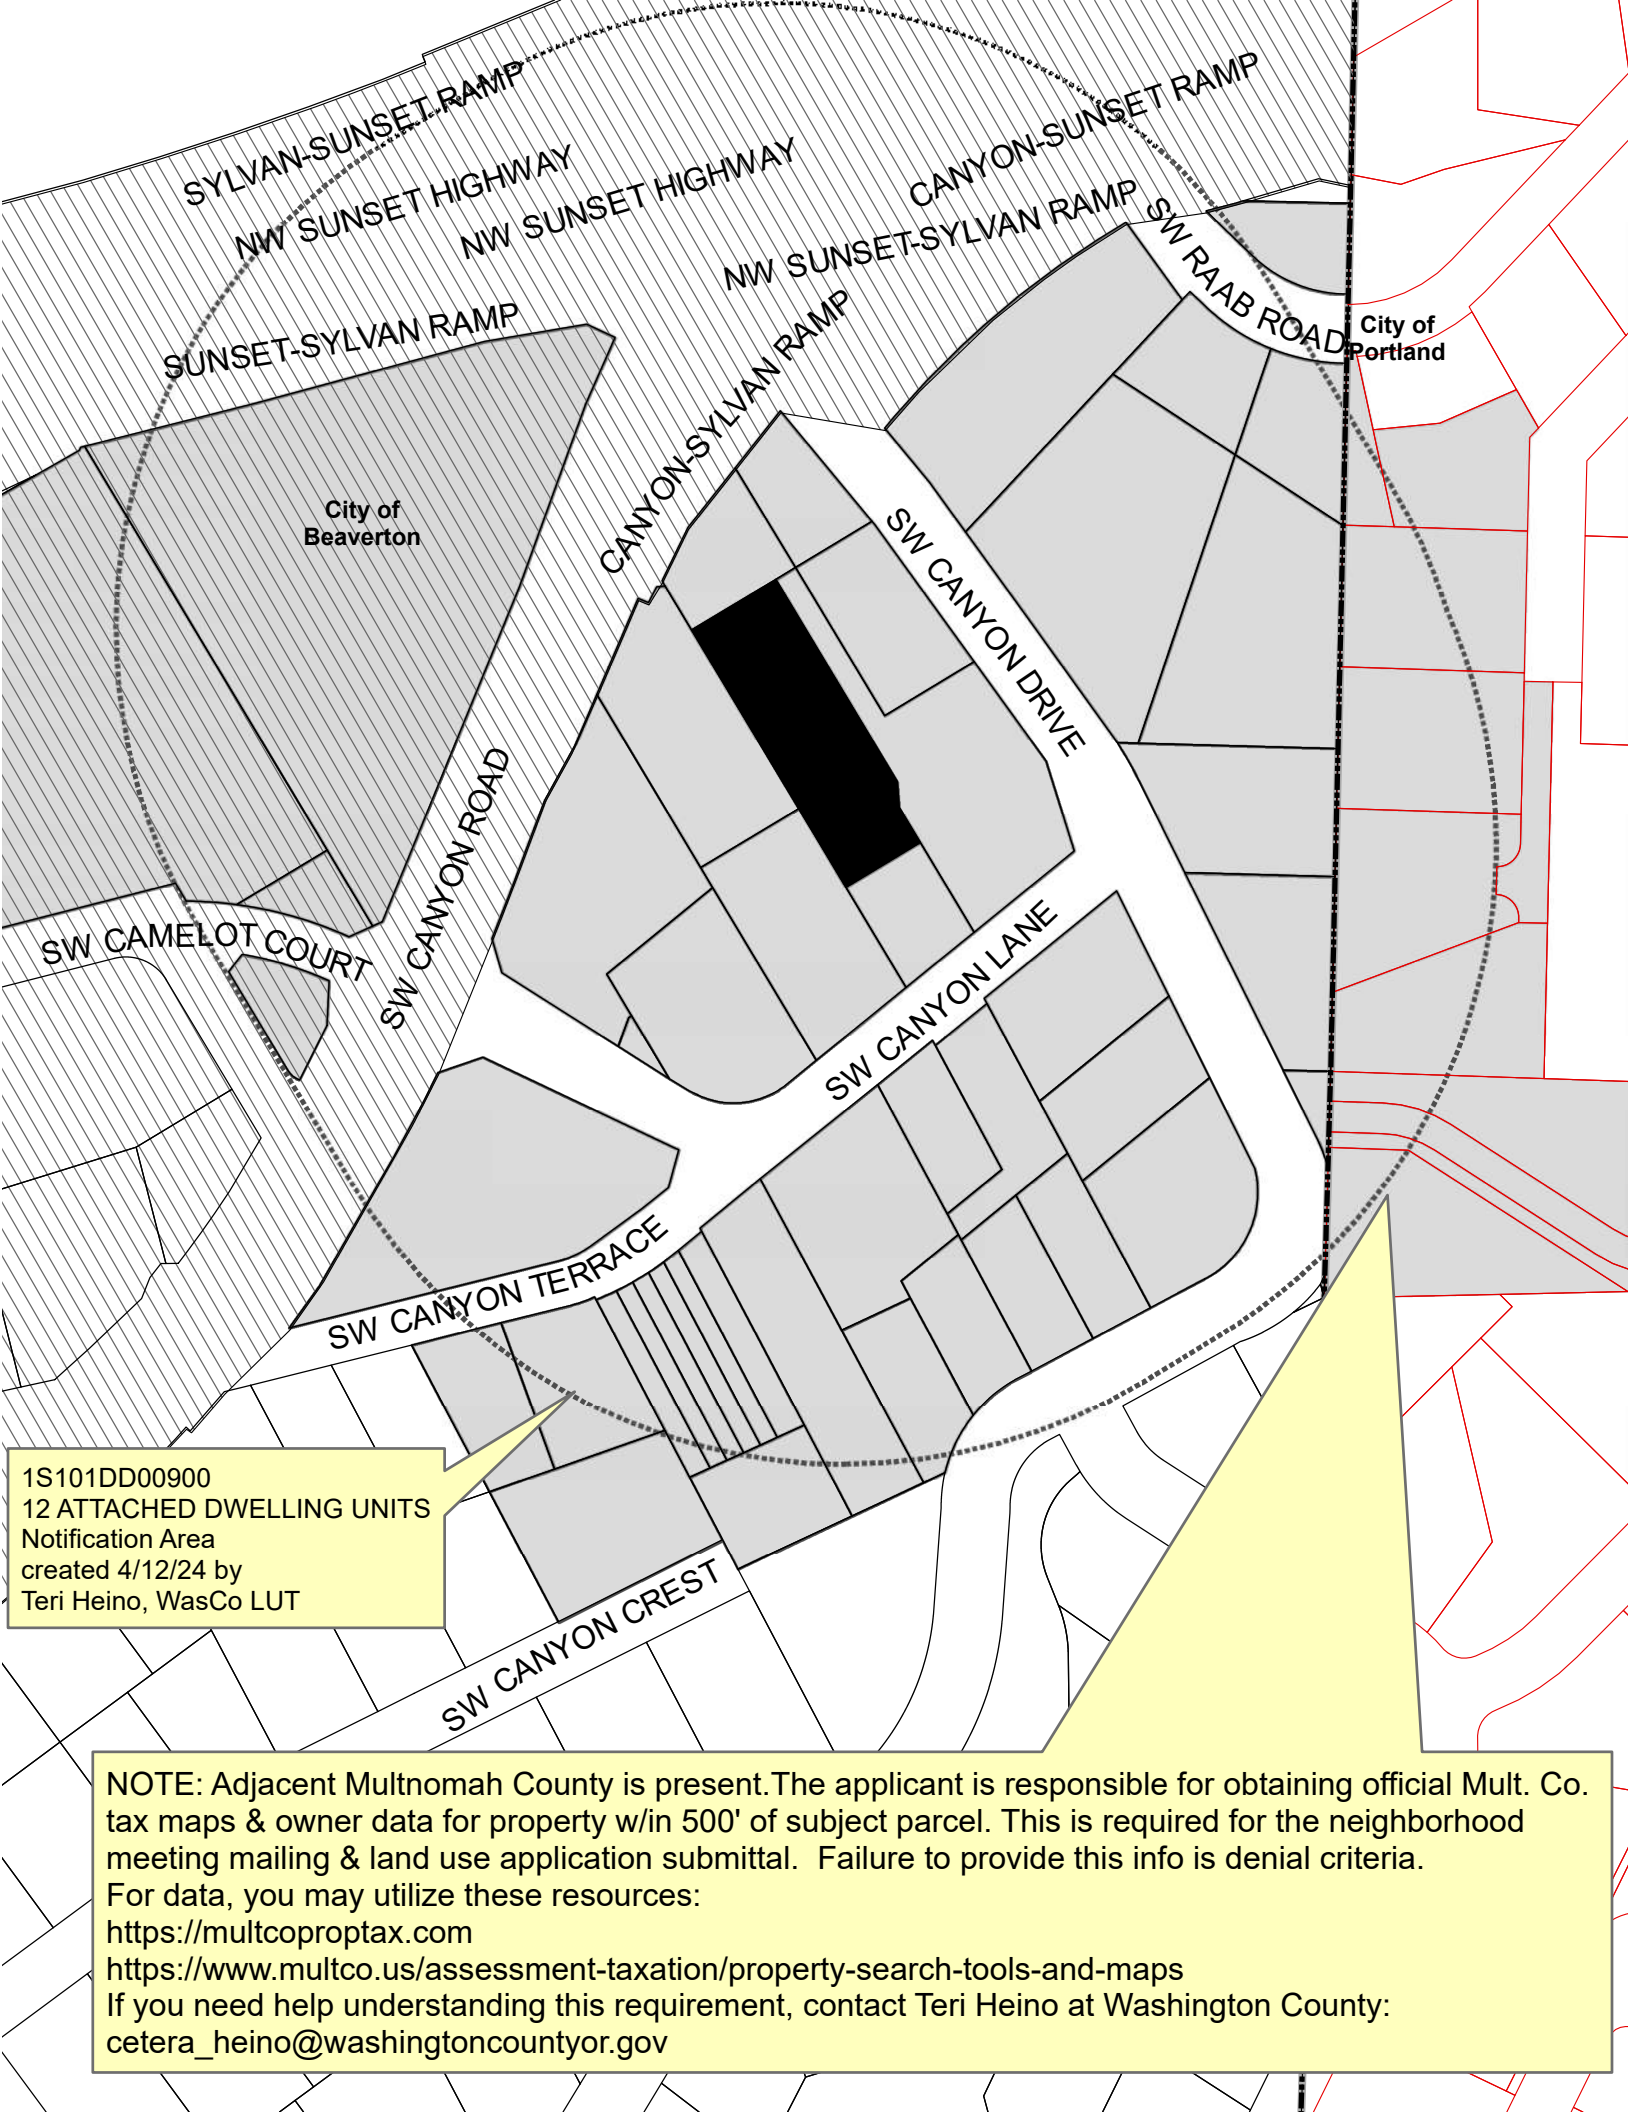 SYLVAN-SUNSET RAMP
NW SUNSET HIGHWAY
NW SUNSET HIGHWAY
CANYON-SUNSET RAMP
NW SUNSET-SYLVAN RAMP
SW RAAB ROAD
SUNSET-SYLVAN RAMP
CANYON-SYLVAN RAMP
City of
Portland
City of
Beaverton
SW CANYON DRIVE
SW CANYON ROAD
SW CAMELOT COURT
SW CANYON LANE
SW CANYON TERRACE
1S101DD00900
12 ATTACHED DWELLING UNITS
Notification Area
created 4/12/24 by
Teri Heino, WasCo LUT
SW CANYON CREST
NOTE: Adjacent Multnomah County is present.The applicant is responsible for obtaining official Mult. Co.
tax maps & owner data for property w/in 500' of subject parcel. This is required for the neighborhood
meeting mailing & land use application submittal.  Failure to provide this info is denial criteria.
For data, you may utilize these resources:
https://multcoproptax.com
https://www.multco.us/assessment-taxation/property-search-tools-and-maps
If you need help understanding this requirement, contact Teri Heino at Washington County:
cetera_heino@washingtoncountyor.gov